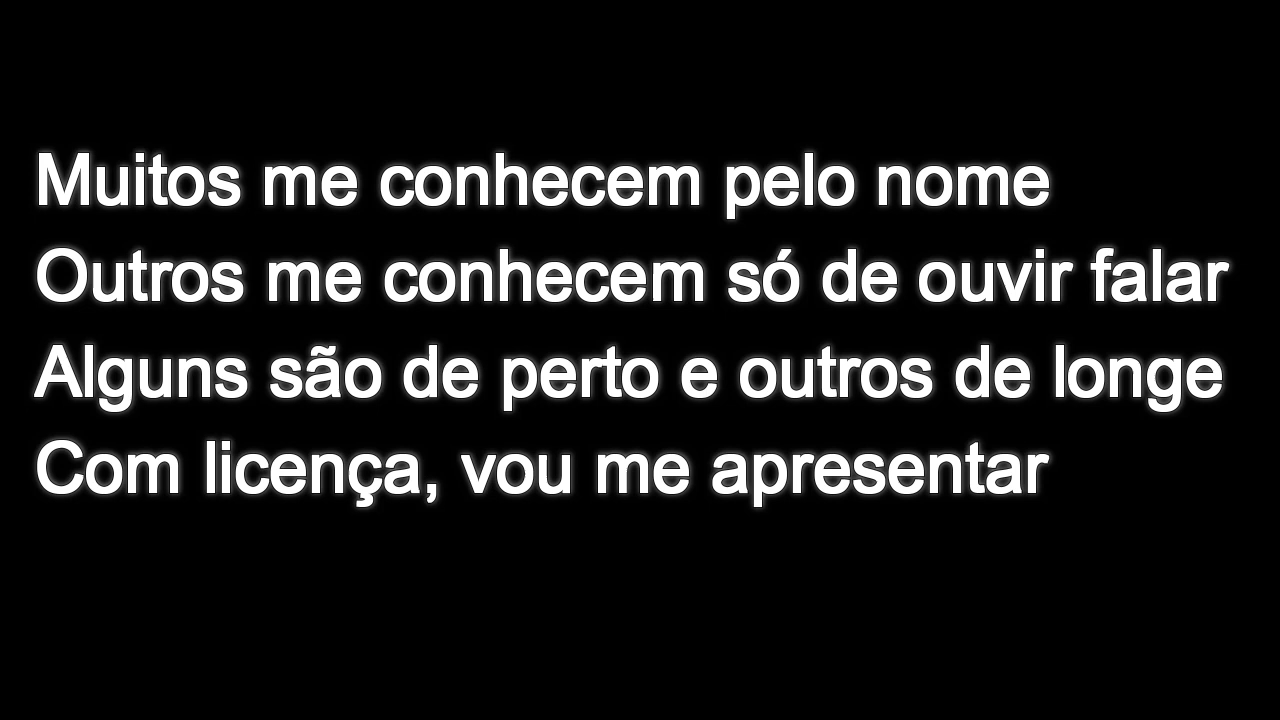 Muitos me conhecem pelo nome
Outros me conhecem só de ouvir falar
Alguns são de perto e outros de longe
Com licença, vou me apresentar